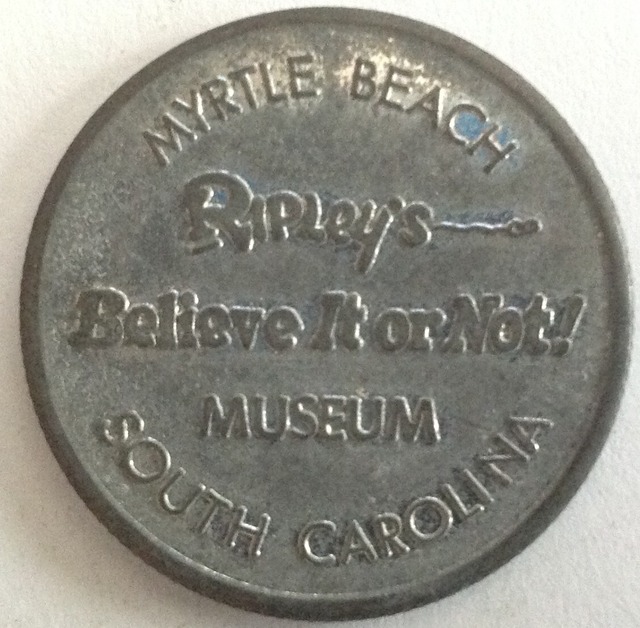 MYRTLE BEACH
RIPLEY'S
Believe It or Not!
MUSEUM
SOUTH CAROLINA